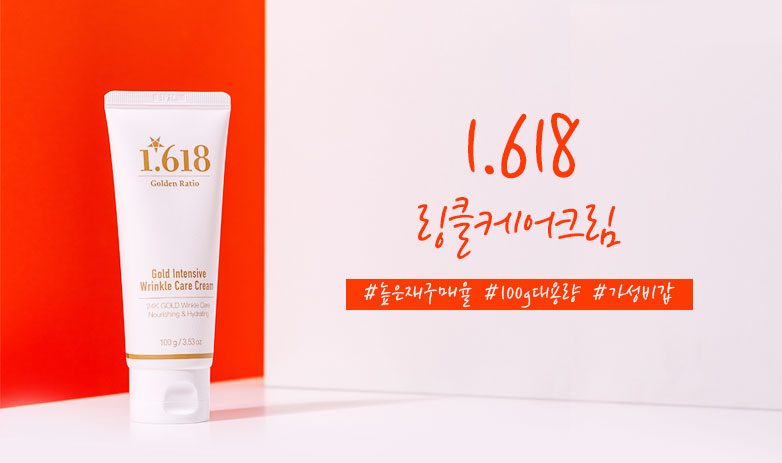 1.618
Golden Ratio
Gold Intensive
Wrinkle Care Cream
24K GOLD Wrinkle Care
Nourishing & Hydrating
100 g / 3.53 oz
1.618
링클케어크림
#높은재구매율 #100g대용량 #가성비갑